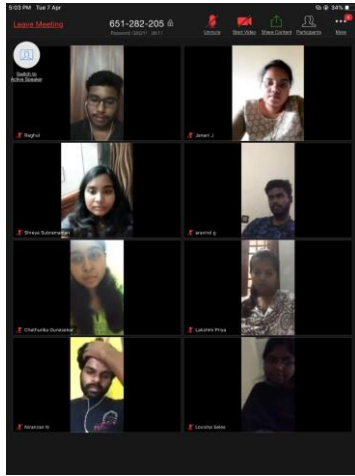 5:03 PM Tue 7 Apr
34%
Leave Meeting
651-282-205
Unmute
Start Video
Share Content
Participants
More
Switch to
Active Speaker
Raghul
Janani J
Shreya Subramanian
aravind g
Chathurika Gunasekar
Lakshmi Priya
Niranjan N